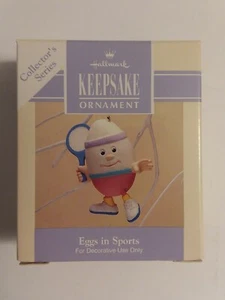 Collector's
Series
Hallmark
KEEPSAKE
ORNAMENT
Eggs in Sports
For Decorative Use Only